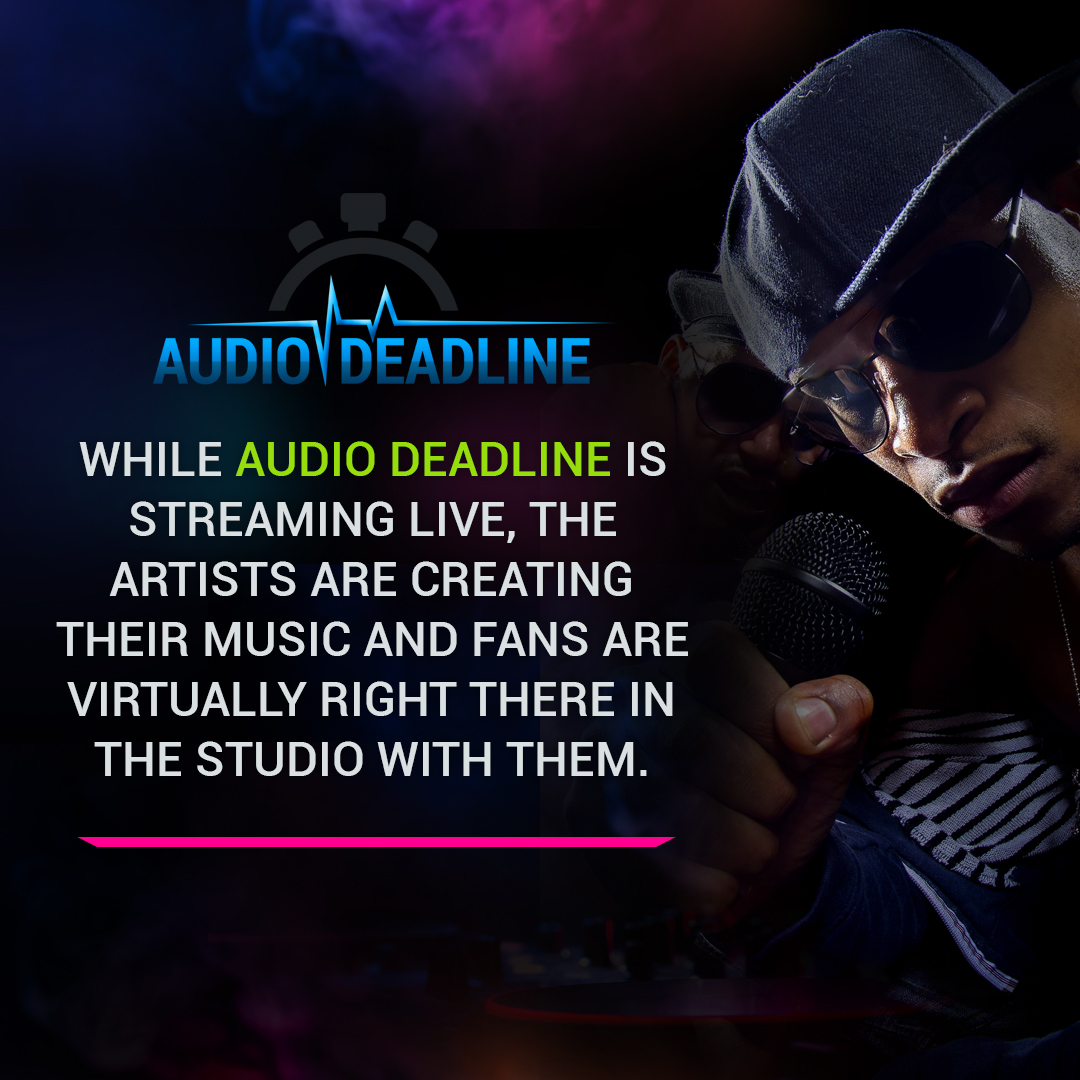 AUDIO DEADLINE
WHILE AUDIO DEADLINE IS
STREAMING LIVE, THE
ARTISTS ARE CREATING
THEIR MUSIC AND FANS ARE
VIRTUALLY RIGHT THERE IN
THE STUDIO WITH THEM.